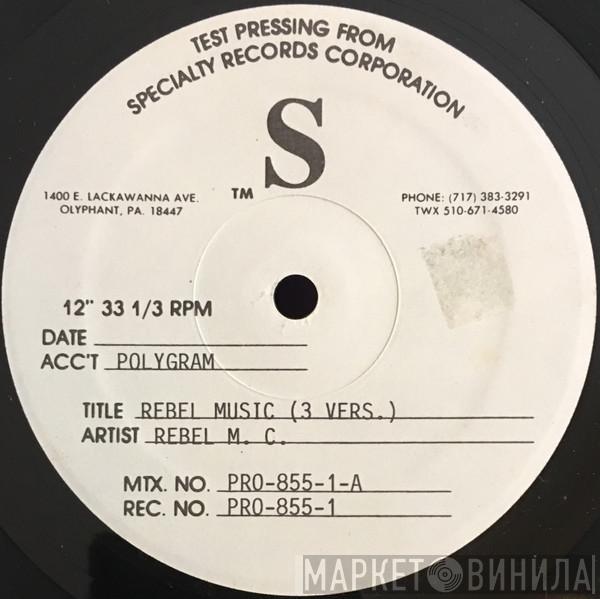 TEST PRESSING FROM
SPECIALTY RECORDS CORPORATION
S
TM
1400 E. LACKAWANNA AVE.
OLYPHANT, PA. 18447
PHONE: (717) 383-3291
TWX 510-671-4580
12" 33 1/3 RPM
DATE
ACC'T POLYGRAM
TITLE REBEL MUSIC (3 VERS.)
ARTIST REBEL M. C.
MTX. NO. PRO-855-1-A
REC. NO. PRO-855-1
МАРКЕТ ВИНИЛА